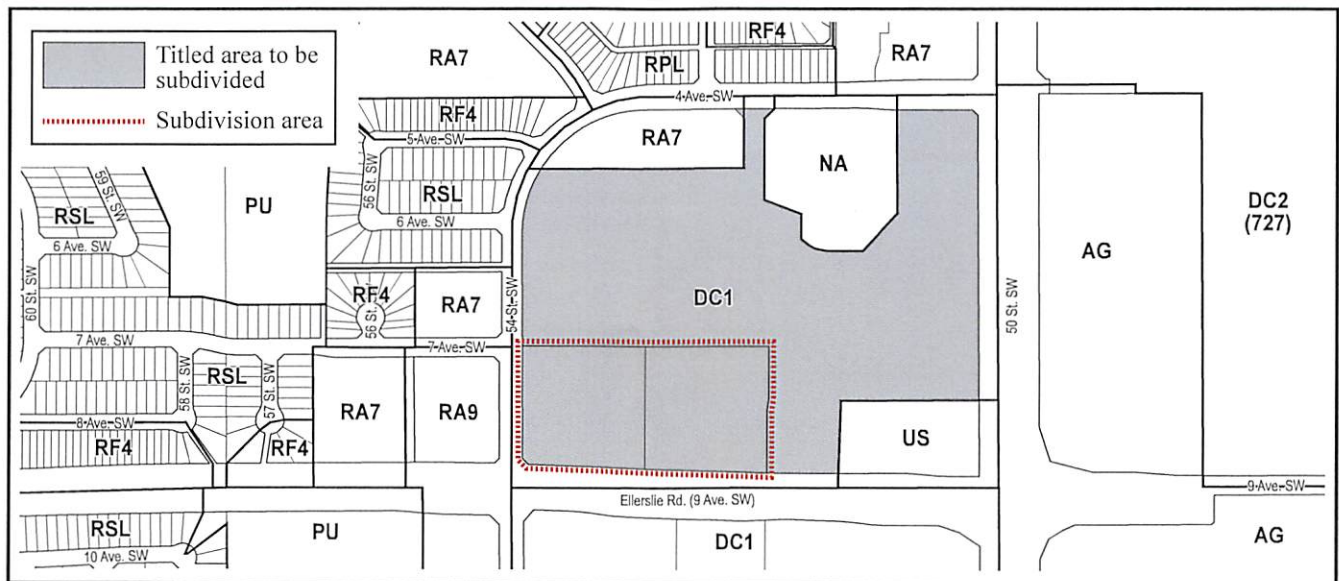 Titled area to be
subdivided
Subdivision area
RA7
RF4
RPL
RA7
4 Ave. SW
RF4
5 Ave. SW
RA7
NA
59 St. SW
RSL
PU
56 St. SW
RSL
6 Ave. SW
6 Ave. SW
DC2
(727)
AG
60 St. SW
RF4
56 St.
RA7
54 St. SW
DC1
50 St. SW
7 Ave. SW
7 Ave. SW
RSL
58 St. SW
57 St. SW
RA7
RA9
8 Ave. SW
RF4
RF4
US
Ellerslie Rd. (9 Ave. SW)
9 Ave. SW
RSL
10 Ave. SW
PU
DC1
AG